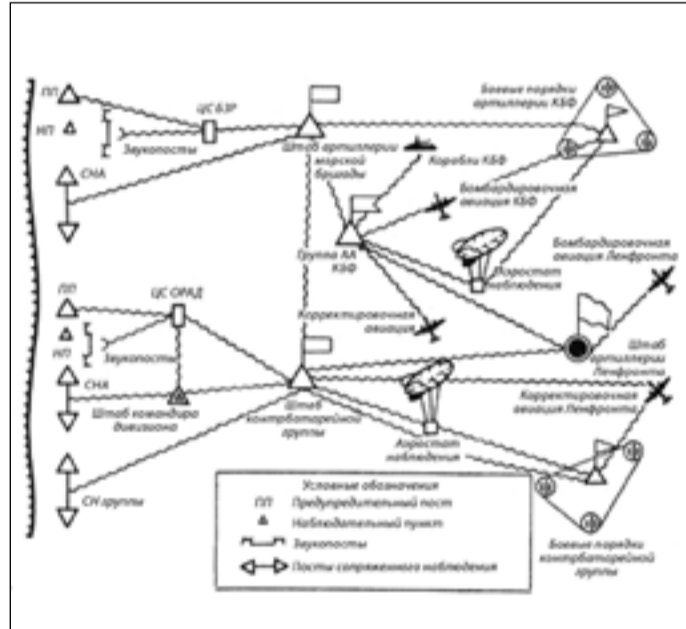 ПП
ЦС БЗР
НП
Звукопосты
СНА
Штаб артиллерии
морской
бригады
Корабли КБФ
Боевые порядки
артиллерии КБФ
Бомбардировочная
авиация КБФ
Группа АА
КБФ
Аэростат
наблюдения
Бомбардировочная
авиация Ленфронта
ПП
ЦС ОРАД
НП
Звукопосты
Корректировочная
авиация
Штаб
артиллерии
Ленфронта
СНА
Штаб командира
дивизиона
Штаб
контрбатарейной
группы
Корректировочная
авиация Ленфронта
Аэростат
наблюдения
СН группы
Боевые порядки
контрбатарейной
группы
Условные обозначения
ПП Предупредительный пост
Наблюдательный пункт
Звукопосты
Посты сопряженного наблюдения